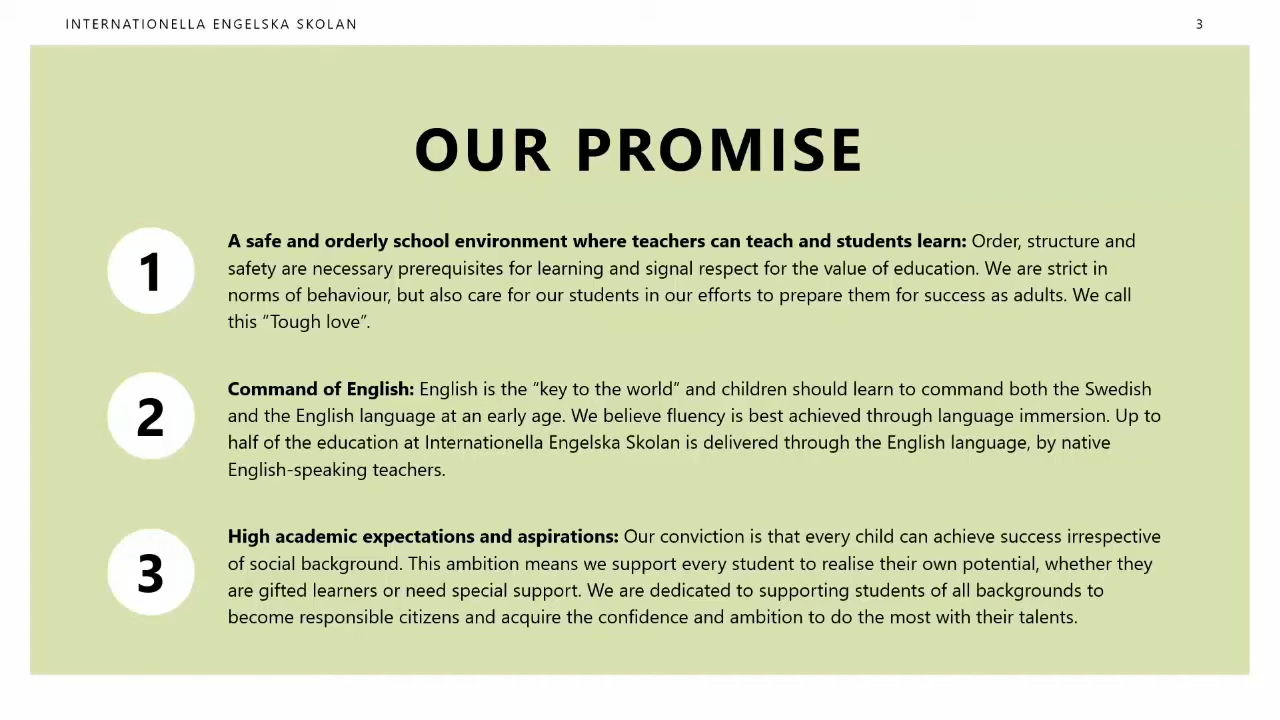 INTERNATIONELLA ENGELSKA SKOLAN
3
OUR PROMISE
1
A safe and orderly school environment where teachers can teach and students learn: Order, structure and
safety are necessary prerequisites for learning and signal respect for the value of education. We are strict in
norms of behaviour, but also care for our students in our efforts to prepare them for success as adults. We call
this “Tough love”.
2
Command of English: English is the “key to the world” and children should learn to command both the Swedish
and the English language at an early age. We believe fluency is best achieved through language immersion. Up to
half of the education at Internationella Engelska Skolan is delivered through the English language, by native
English-speaking teachers.
3
High academic expectations and aspirations: Our conviction is that every child can achieve success irrespective
of social background. This ambition means we support every student to realise their own potential, whether they
are gifted learners or need special support. We are dedicated to supporting students of all backgrounds to
become responsible citizens and acquire the confidence and ambition to do the most with their talents.